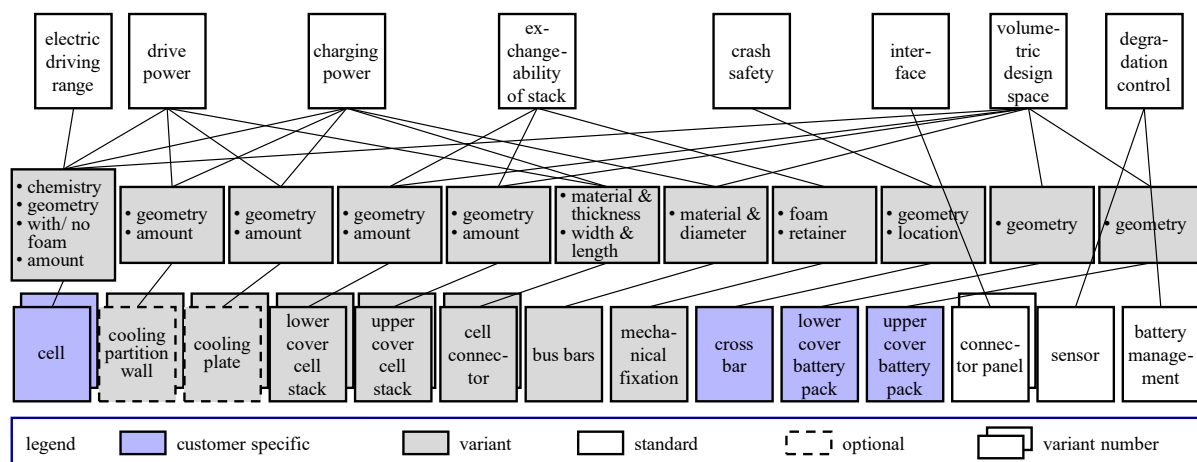 electric
driving
range
drive
power
charging
power
ex-
change-
ability
of stack
crash
safety
inter-
face
volume-
tric
design
space
degra-
dation
control
• chemistry
• geometry
• with/ no
foam
• amount
• geometry
• amount
• geometry
• amount
• geometry
• amount
• geometry
• amount
• material &
thickness
• width &
length
• material &
diameter
• foam
• retainer
• geometry
• location
• geometry
• geometry
cell
cooling
partition
wall
cooling
plate
lower
cover
cell
stack
upper
cover
cell
stack
cell
connec-
tor
bus bars
mecha-
nical
fixation
cross
bar
lower
cover
battery
pack
upper
cover
battery
pack
connec-
tor panel
sensor
battery
manage-
ment
legend
customer specific
variant
standard
optional
variant number